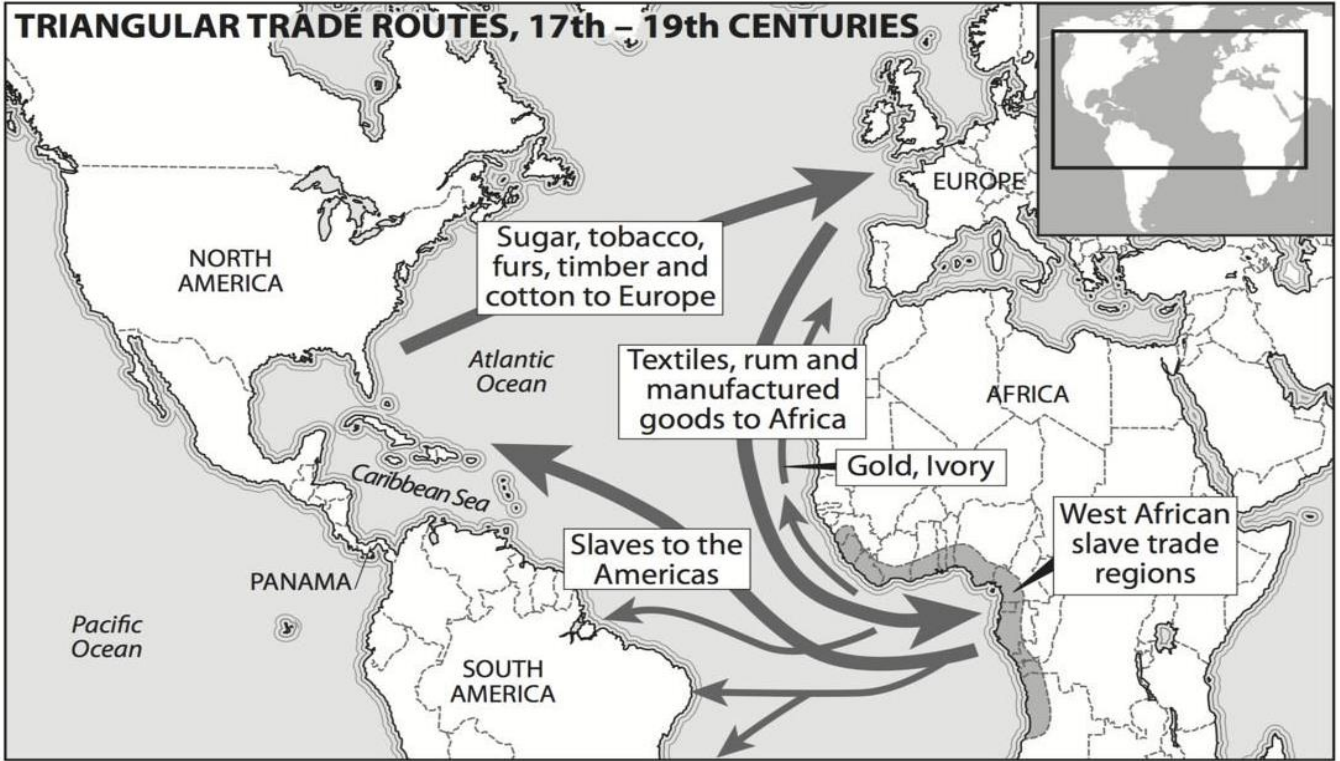 TRIANGULAR TRADE ROUTES, 17th – 19th CENTURIES
EUROPE
Sugar, tobacco,
furs, timber and
cotton to Europe
NORTH
AMERICA
Atlantic
Ocean
Textiles, rum and
manufactured
goods to Africa
AFRICA
Gold, Ivory
Caribbean Sea
West African
slave trade
regions
Slaves to the
Americas
PANAMA
Pacific
Ocean
SOUTH
AMERICA